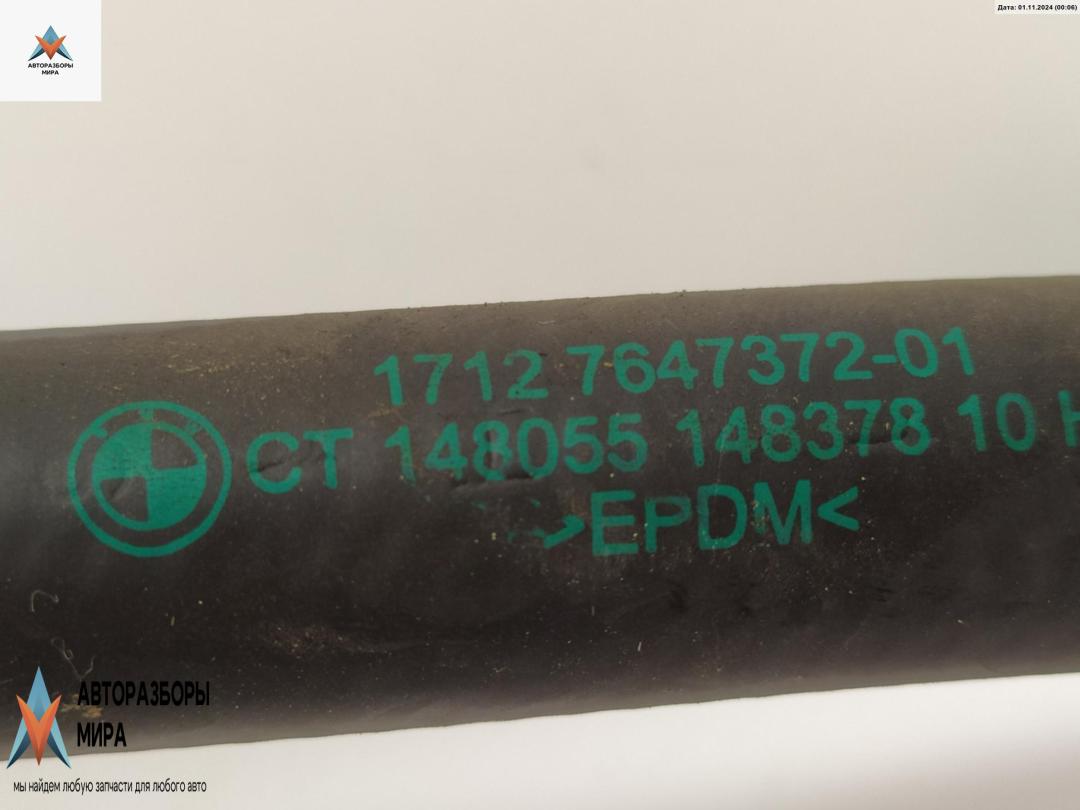 АВТОРАЗБОРЫ
МИРА
Дата: 01.11.2024 (00:06)
1712 7647372-01
CT 148055 148378 10
>EPDM<
АВТОРАЗБОРЫ
МИРА
мы найдем любую запчасти для любого авто